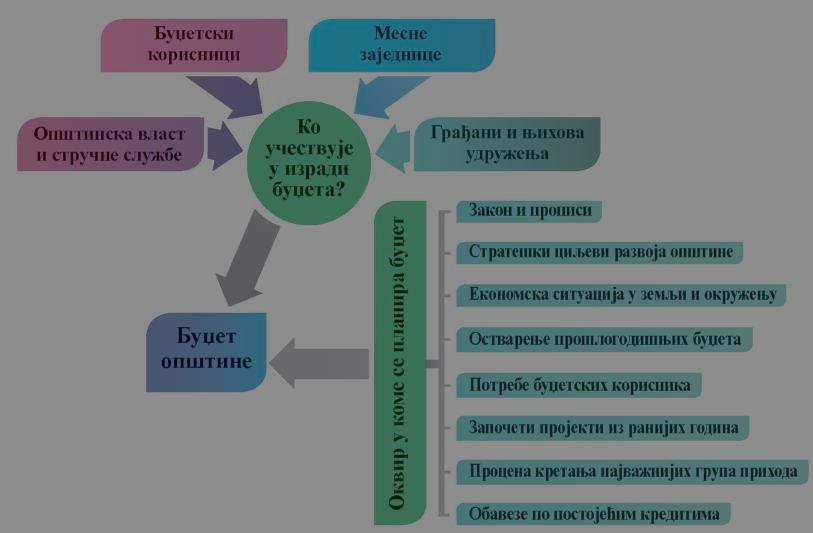 Буџетски
корисници
Месне
заједнице
Општинска власт
и стручне службе
Ко
учествује
у изради
буџета?
Грађани и њихова
удружења
Буџет
општине
Оквир у коме се планира буџет
Закон и прописи
Стратешки циљеви развоја општине
Економска ситуација у земљи и окружењу
Остварење прошлогодишњих буџета
Потребе буџетских корисника
Започети пројекти из ранијих година
Процена кретања најважнијих група прихода
Обавезе по постојећим кредитима